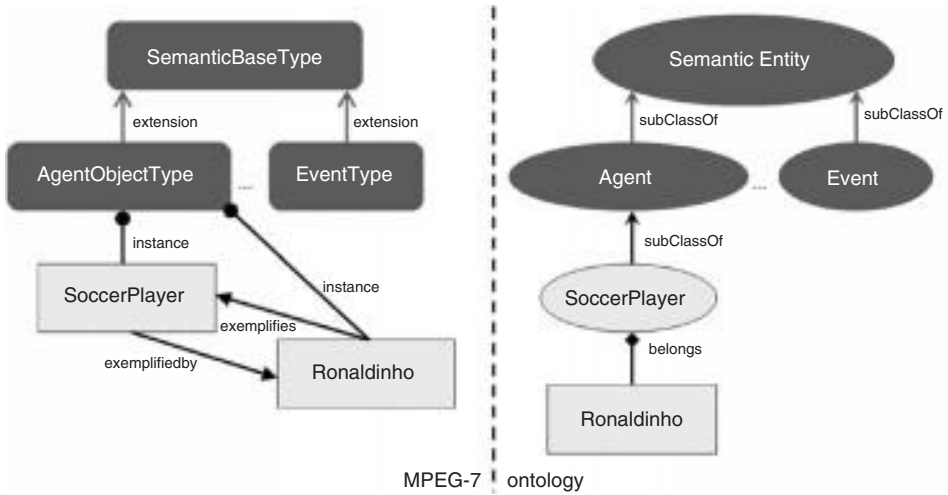 SemanticBaseType
extension
extension
AgentObjectType
...
EventType
instance
SoccerPlayer
instance
exemplifies
exemplifiedby
Ronaldinho
MPEG-7
Semantic Entity
subClassOf
subClassOf
Agent
...
Event
subClassOf
SoccerPlayer
belongs
Ronaldinho
ontology